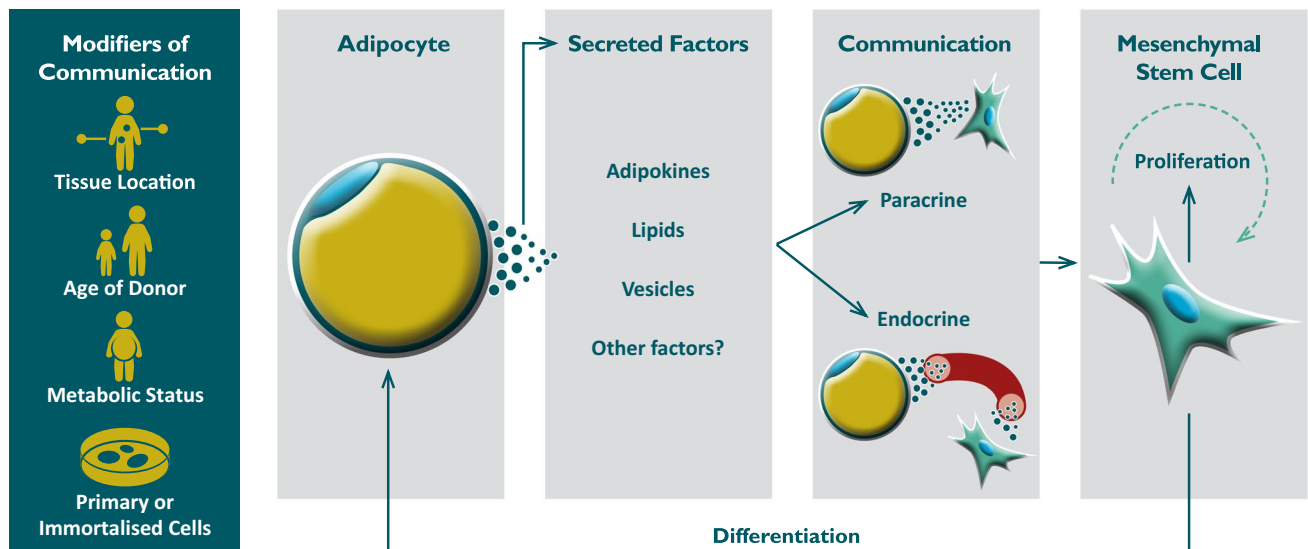 Modifiers of
Communication
Tissue Location
Age of Donor
Metabolic Status
Primary or
Immortalised Cells
Adipocyte
Secreted Factors
Adipokines
Lipids
Vesicles
Other factors?
Communication
Paracrine
Endocrine
Mesenchymal
Stem Cell
Proliferation
Differentiation